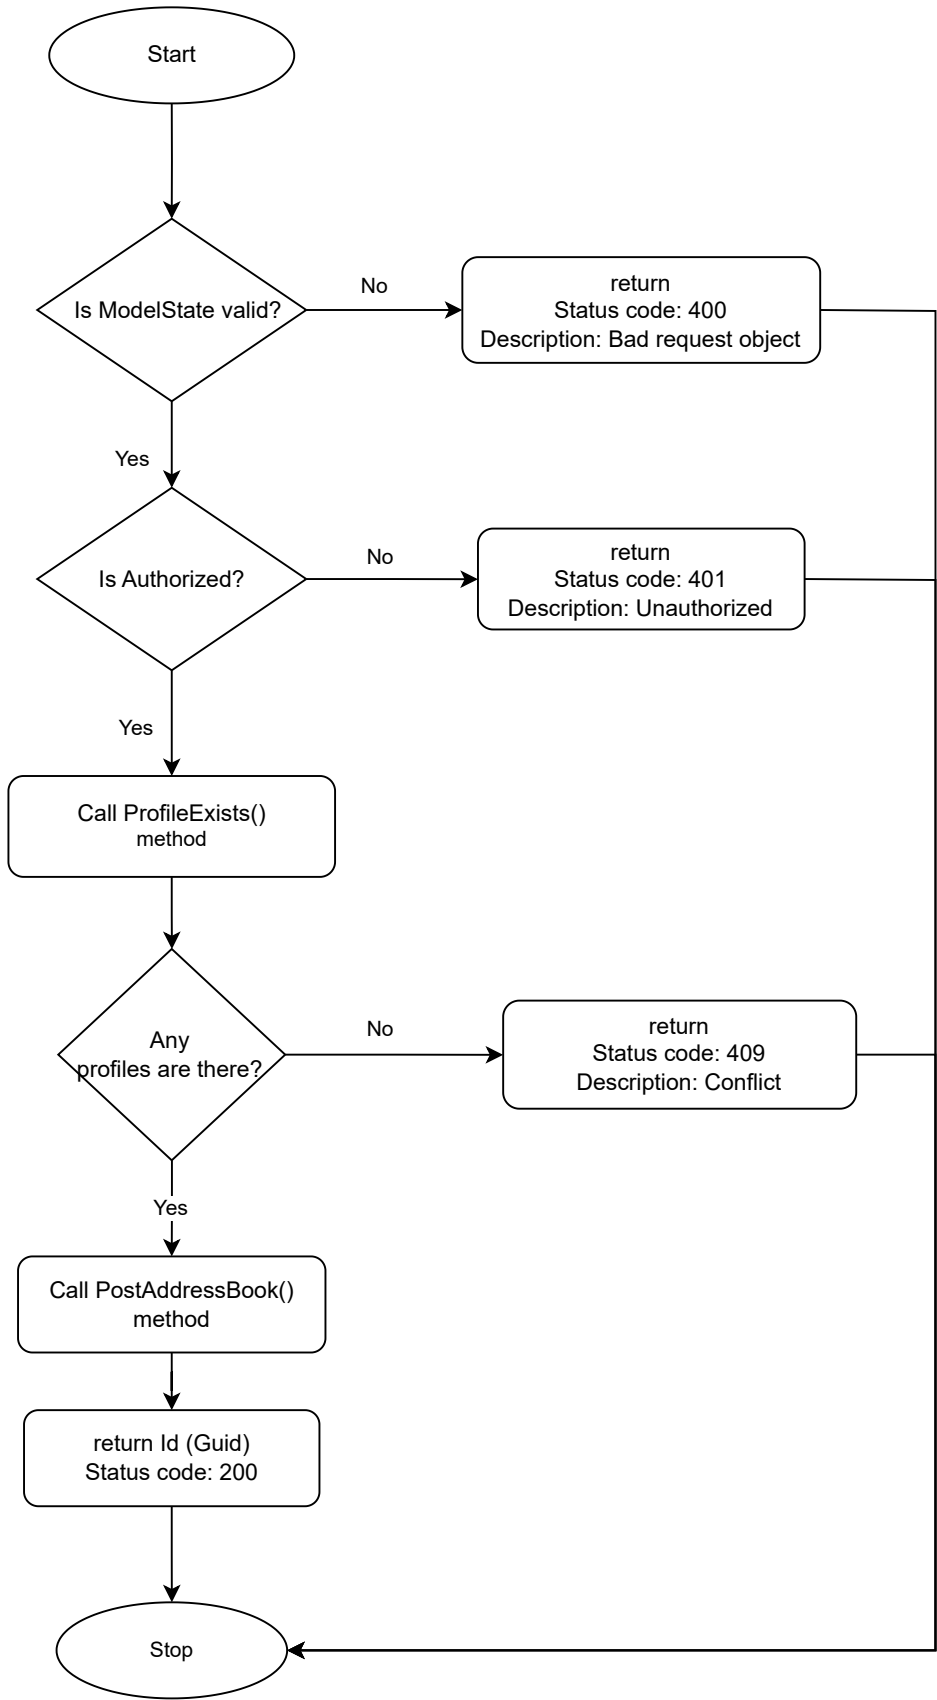 Start
Is ModelState valid?
No
return
Status code: 400
Description: Bad request object
Yes
Is Authorized?
No
return
Status code: 401
Description: Unauthorized
Yes
Call ProfileExists()
method
Any
profiles are there?
No
return
Status code: 409
Description: Conflict
Yes
Call PostAddressBook()
method
return Id (Guid)
Status code: 200
Stop